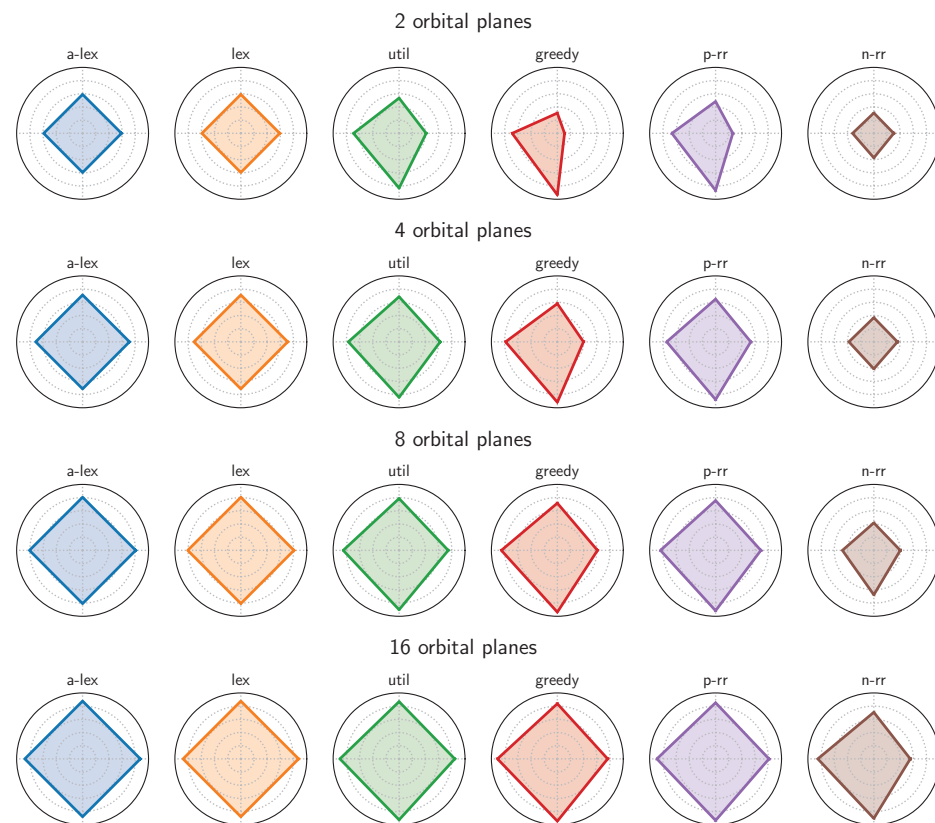 2 orbital planes
a-lex lex util greedy p-rr n-rr
4 orbital planes
a-lex lex util greedy p-rr n-rr
8 orbital planes
a-lex lex util greedy p-rr n-rr
16 orbital planes
a-lex lex util greedy p-rr n-rr